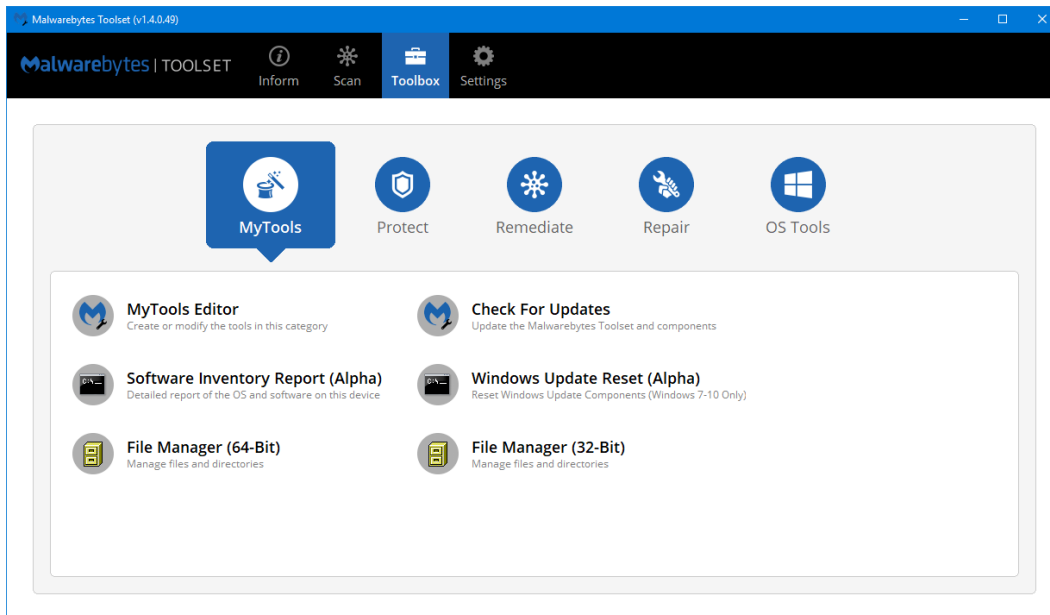 Malwarebytes Toolset (v1.4.0.49)
Malwarebytes | TOOLSET
Inform
Scan
Toolbox
Settings
MyTools
Protect
Remediate
Repair
OS Tools
MyTools Editor
Create or modify the tools in this category
Check For Updates
Update the Malwarebytes Toolset and components
Software Inventory Report (Alpha)
Detailed report of the OS and software on this device
Windows Update Reset (Alpha)
Reset Windows Update Components (Windows 7-10 Only)
File Manager (64-Bit)
Manage files and directories
File Manager (32-Bit)
Manage files and directories